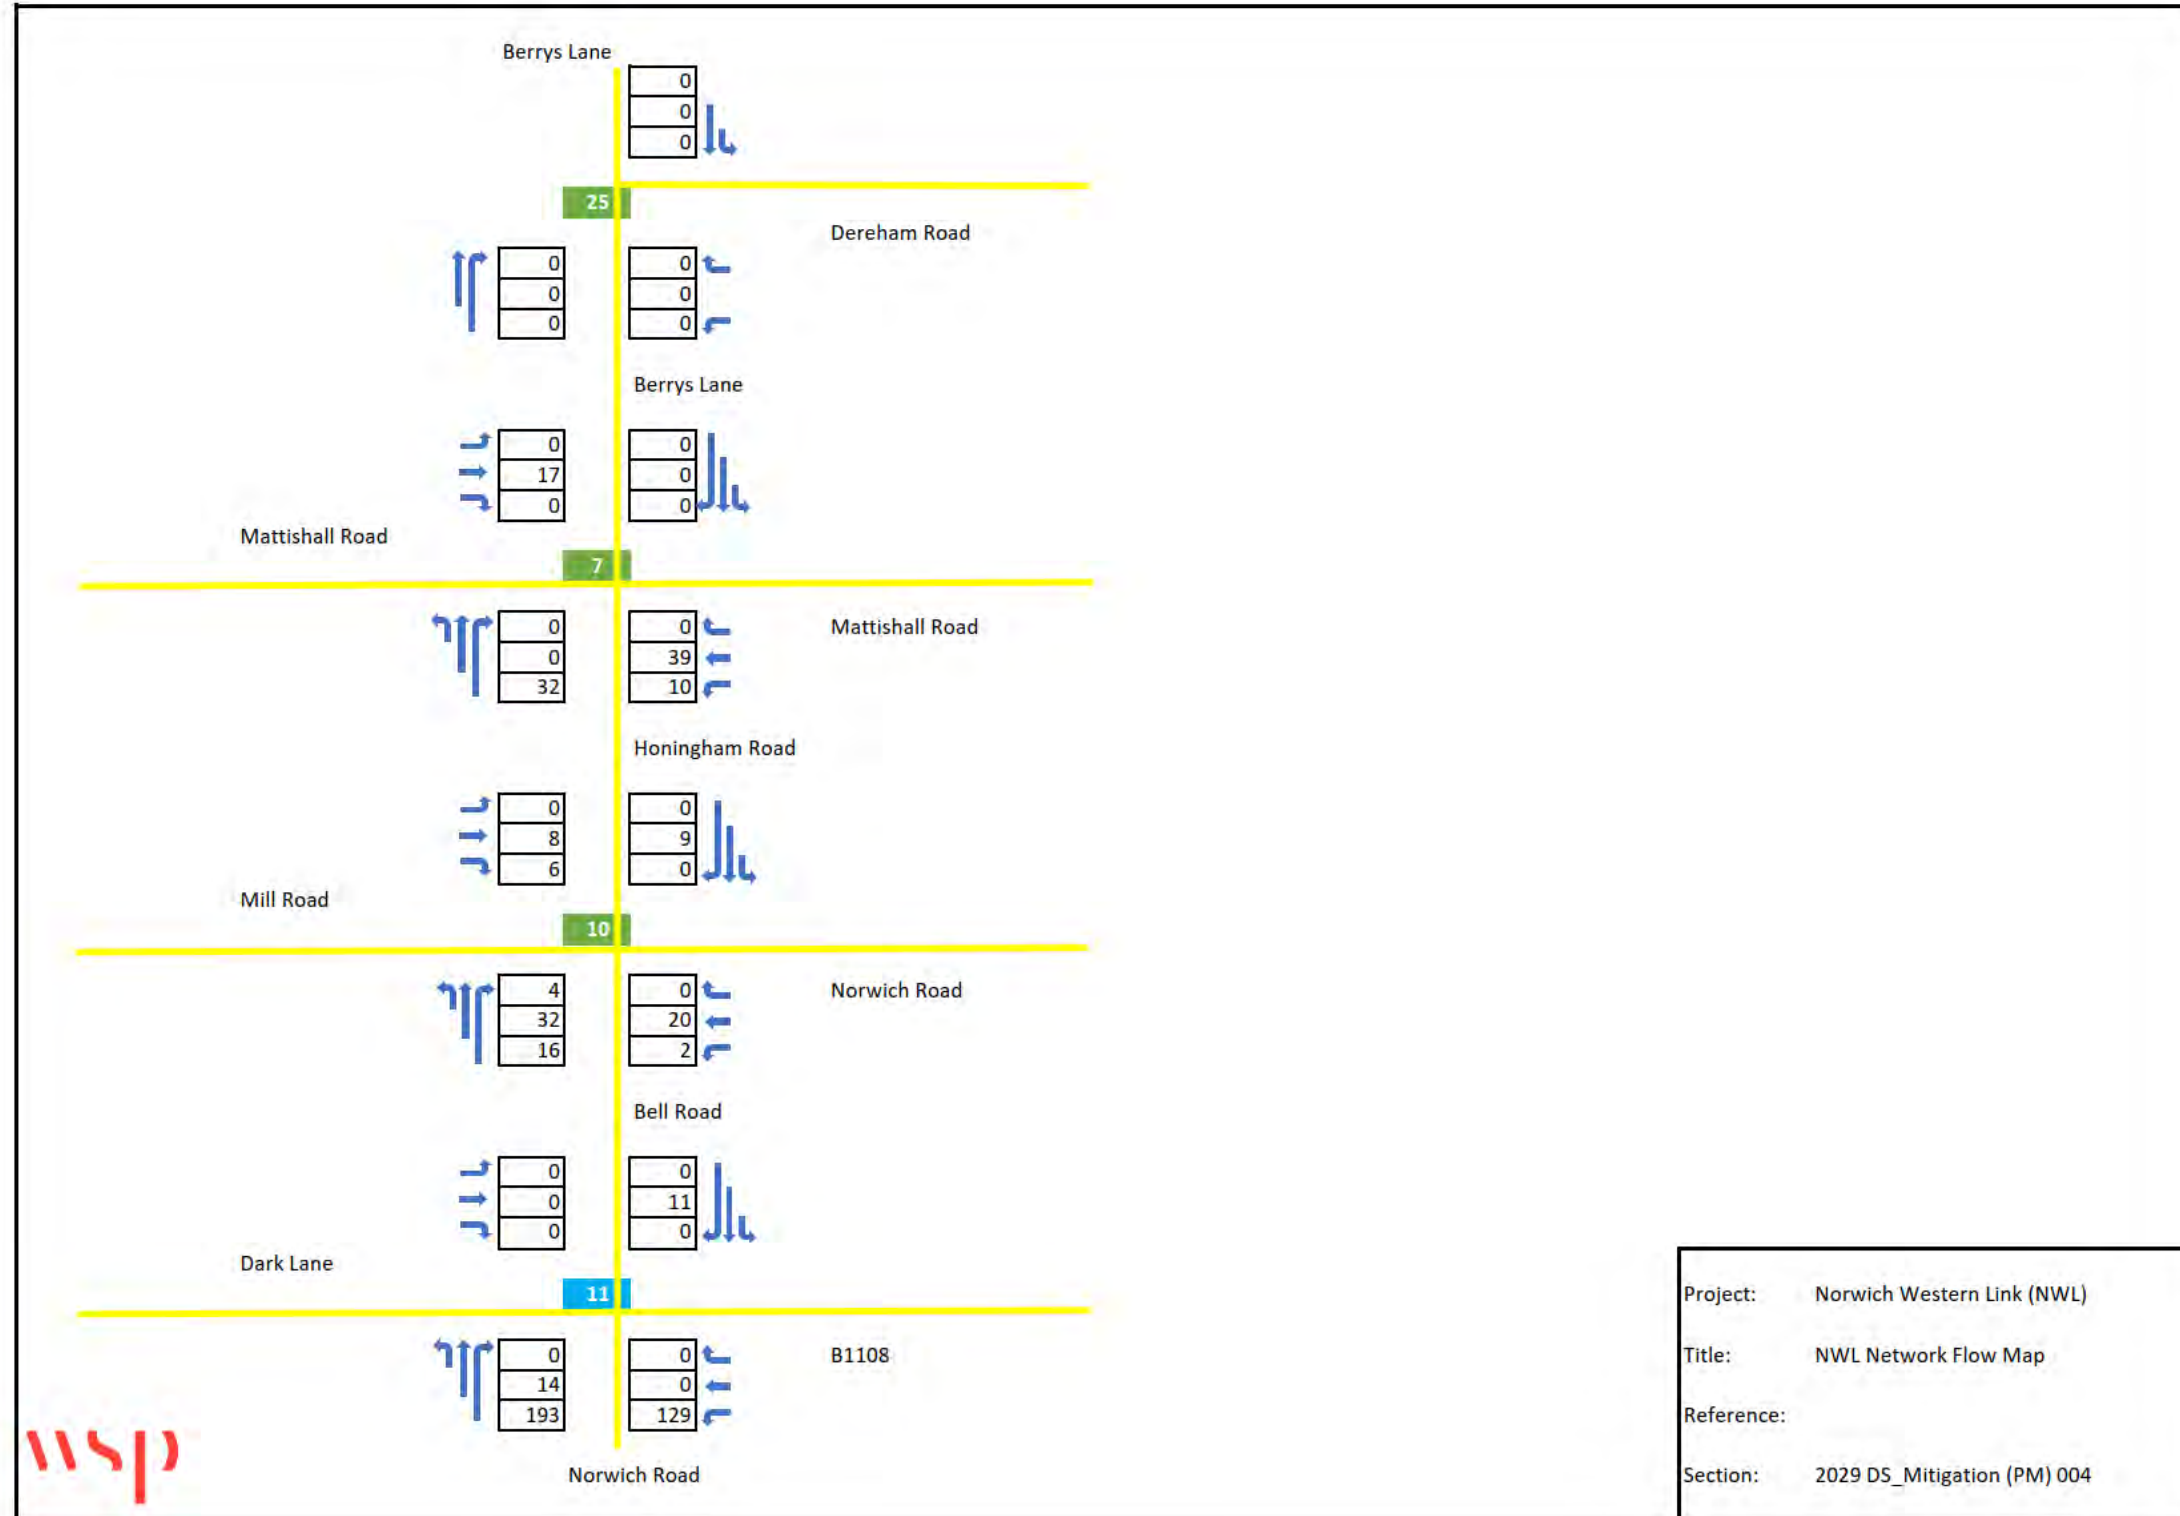 Berrys Lane
0
0
0
25
Dereham Road
0 0
0 0
0 0
Berrys Lane
0 0
17 0
0 0
Mattishall Road
7
0 0 Mattishall Road
0 39
32 10
Honingham Road
0 0
8 9
6 0
Mill Road
10
4 0 Norwich Road
32 20
16 2
Bell Road
0 0
0 11
0 0
Dark Lane
11
0 0 B1108
14 0
193 129
Norwich Road
wsp
Project: Norwich Western Link (NWL)
Title: NWL Network Flow Map
Reference:
Section: 2029 DS_Mitigation (PM) 004